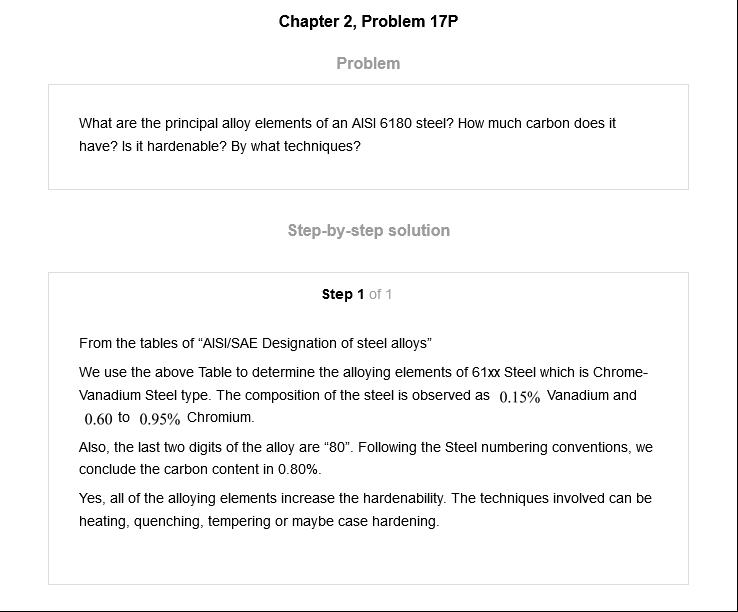 Chapter 2, Problem 17P
Problem
What are the principal alloy elements of an AISI 6180 steel? How much carbon does it
have? Is it hardenable? By what techniques?
Step-by-step solution
Step 1 of 1
From the tables of “AISI/SAE Designation of steel alloys”
We use the above Table to determine the alloying elements of 61xx Steel which is Chrome-
Vanadium Steel type. The composition of the steel is observed as 0.15% Vanadium and
0.60 to 0.95% Chromium.
Also, the last two digits of the alloy are “80”. Following the Steel numbering conventions, we
conclude the carbon content in 0.80%.
Yes, all of the alloying elements increase the hardenability. The techniques involved can be
heating, quenching, tempering or maybe case hardening.